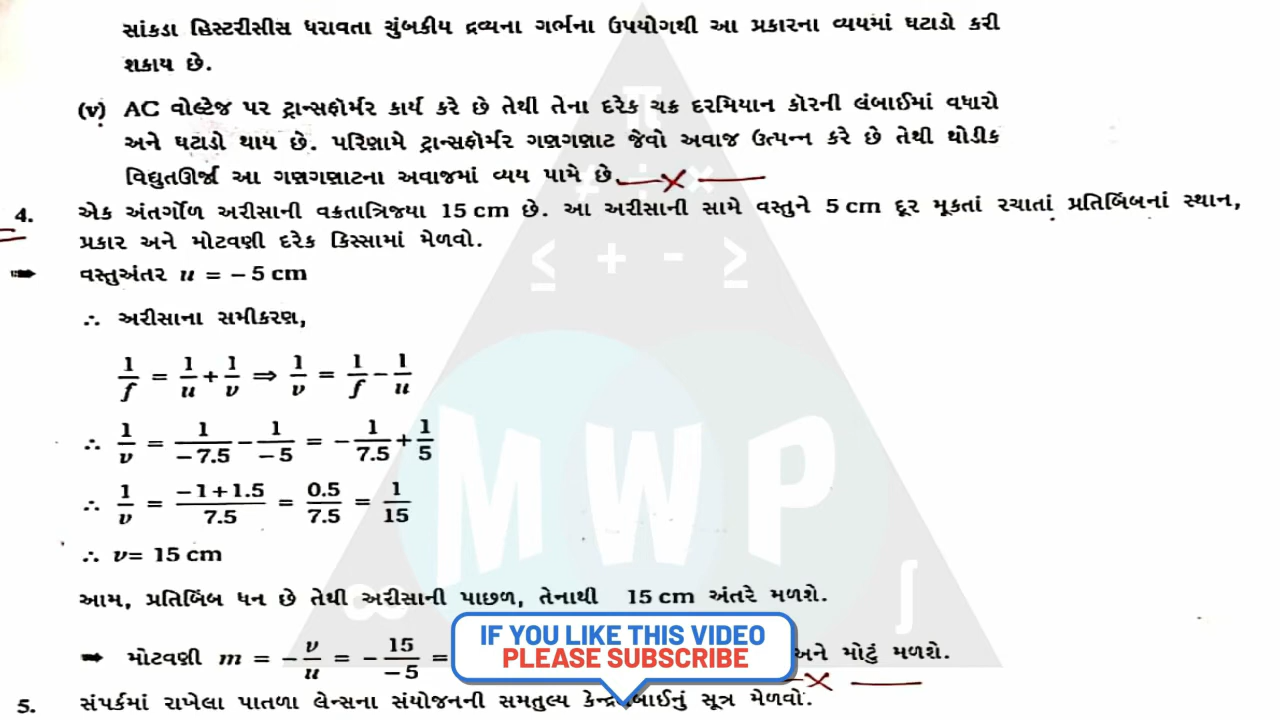 સાંકડા હિસ્ટરીસીસ ધરાવતા ચુંબકીય દ્રવ્યના ગર્ભના ઉપયોગથી આ પ્રકારના વ્યયમાં ઘટાડો કરી
શકાય છે.
(v) AC વોલ્ટેજ પર ટ્રાન્સફૉર્મર કાર્ય કરે છે તેથી તેના દરેક ચક્ર દરમિયાન કૉરની લંબાઈમાં વધારો
અને ઘટાડો થાય છે. પરિણામે ટ્રાન્સફૉર્મર ગણગણાટ જેવો અવાજ ઉત્પન્ન કરે છે તેથી થોડીક
વિદ્યુતઊર્જા આ ગણગણાટના અવાજમાં વ્યય પામે છે.
4. એક અંતર્ગોળ અરીસાની વક્રતાત્રિજ્યા 15 cm છે. આ અરીસાની સામે વસ્તુને 5 cm દૂર મૂકતાં રચાતાં પ્રતિબિંબનાં સ્થાન,
પ્રકાર અને મોટવણી દરેક કિસ્સામાં મેળવો.
➠ વસ્તુઅંતર u = – 5 cm
∴ અરીસાના સમીકરણ,
1/f = 1/u + 1/v ⇒ 1/v = 1/f – 1/u
∴ 1/v = 1/–7.5 – 1/–5 = – 1/7.5 + 1/5
∴ 1/v = –1+1.5/7.5 = 0.5/7.5 = 1/15
∴ v = 15 cm
આમ, પ્રતિબિંબ ધન છે તેથી અરીસાની પાછળ, તેનાથી 15 cm અંતરે મળશે.
➠ મોટવણી m = – v/u = – 15/–5 = અને મોટું મળશે.
5. સંપર્કમાં રાખેલા પાતળા લેન્સના સંયોજનની સમતુલ્ય સૂત્ર મેળવો.
IF YOU LIKE THIS VIDEO
PLEASE SUBSCRIBE
MWP
π
÷ ×
≤ + - ≥
∞ ∫